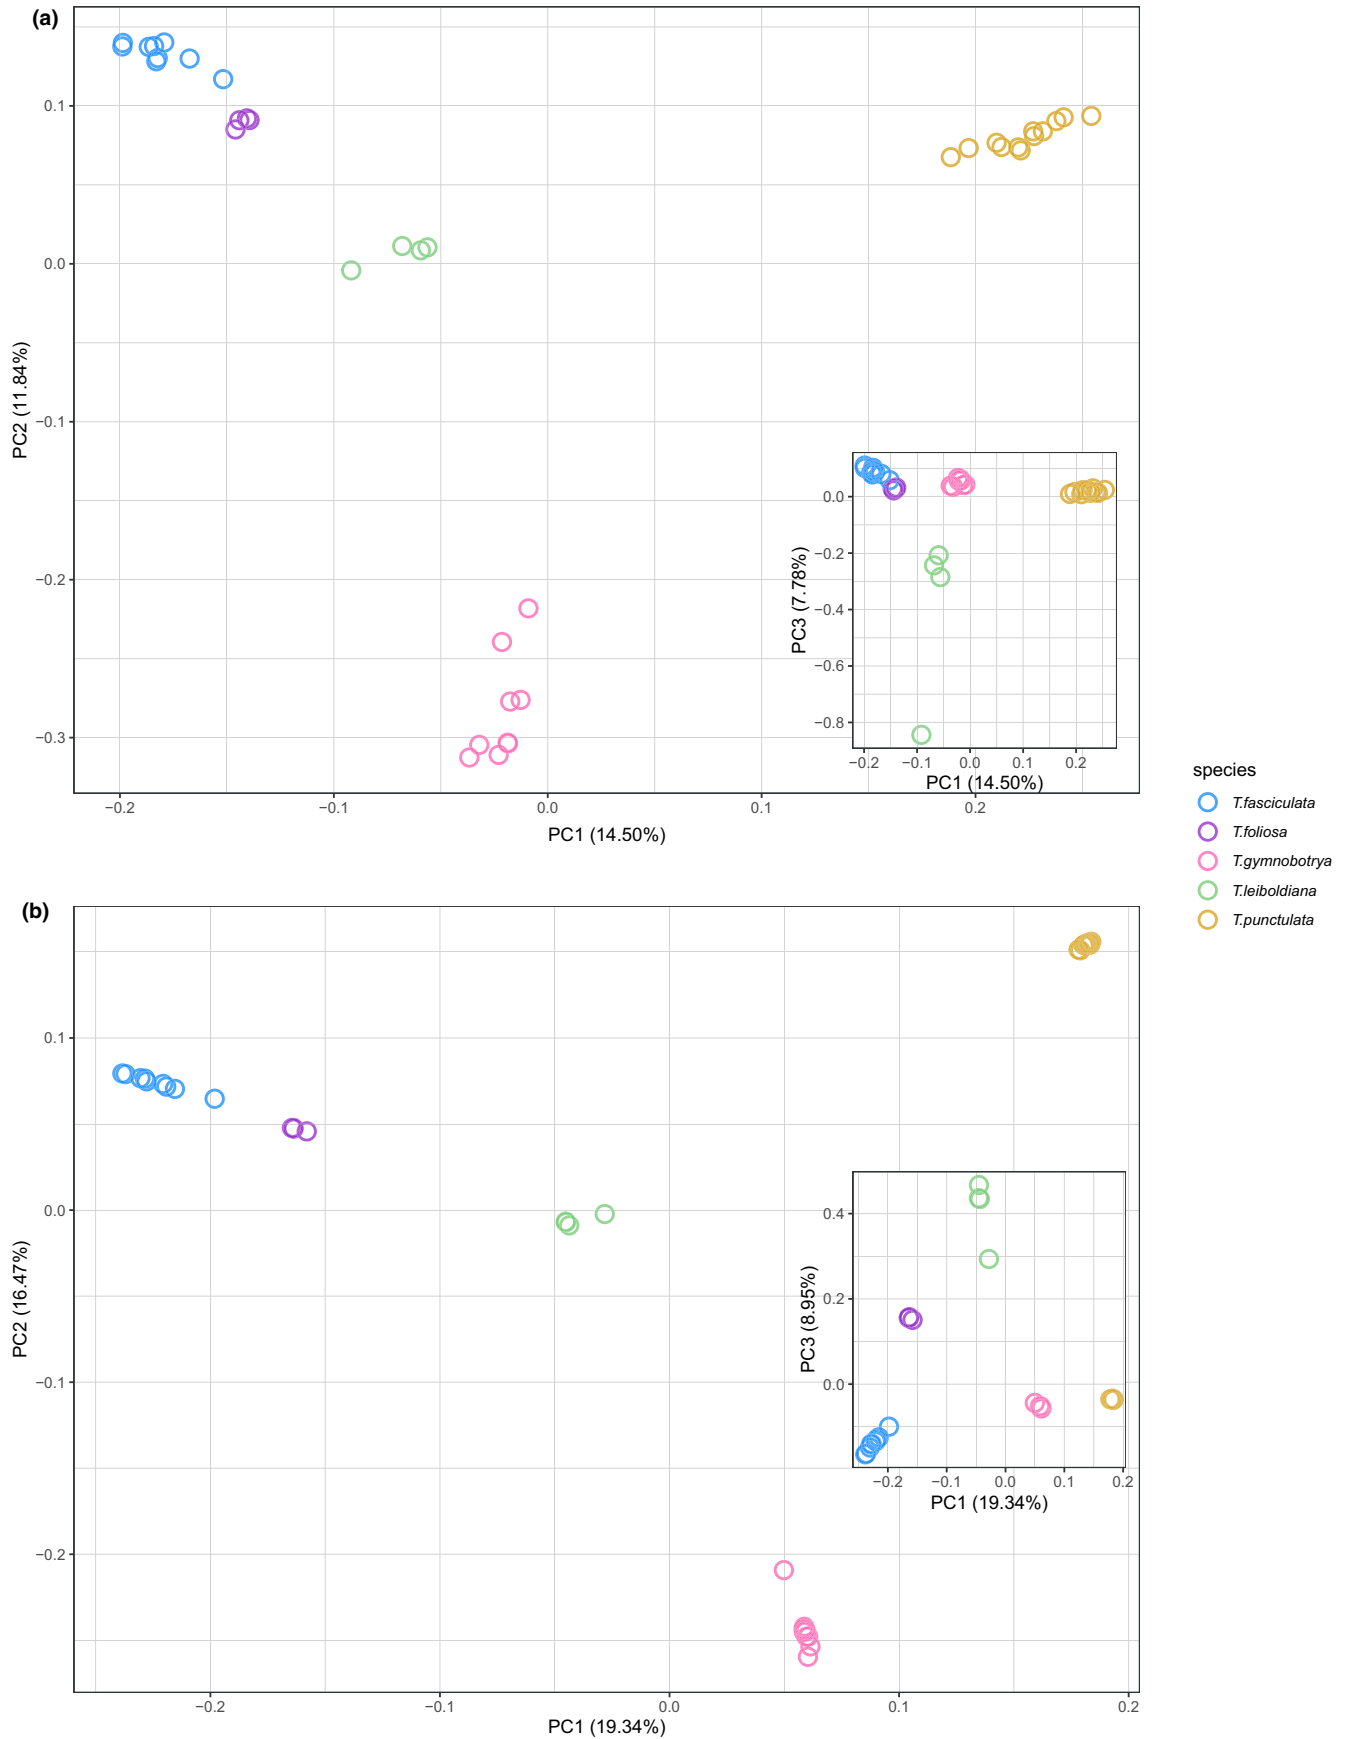 (a)
0.1
0.0
−0.1
−0.2
−0.3
PC2 (11.84%)
−0.2
−0.1
0.0
0.1
0.2
PC1 (14.50%)
0.0
−0.2
−0.4
−0.6
−0.8
PC3 (7.78%)
−0.2
−0.1
0.0
0.1
0.2
PC1 (14.50%)
species
T.fasciculata
T.foliosa
T.gymnobotrya
T.leiboldiana
T.punctulata
(b)
0.1
0.0
−0.1
−0.2
PC2 (16.47%)
−0.2
−0.1
0.0
0.1
0.2
PC1 (19.34%)
0.4
0.2
0.0
PC3 (8.95%)
−0.2
−0.1
0.0
0.1
0.2
PC1 (19.34%)